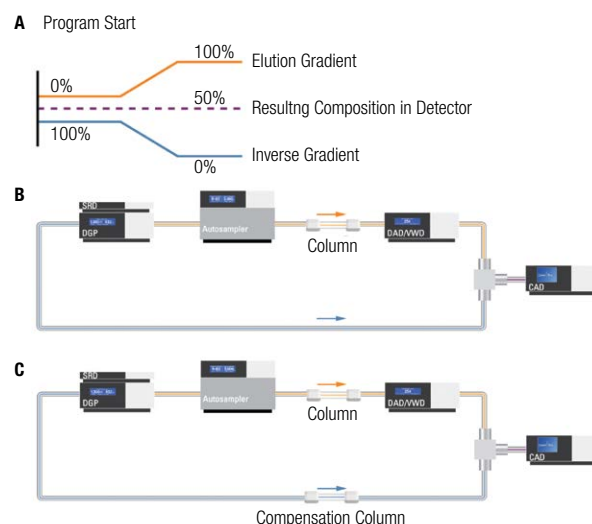 A Program Start
100%
Elution Gradient
0%
50%
Resultng Composition in Detector
100%
Inverse Gradient
0%
B
SRD
DGP
Autosampler
Column
DAD/VWD
CAD
C
SRD
DGP
Autosampler
Column
DAD/VWD
CAD
Compensation Column